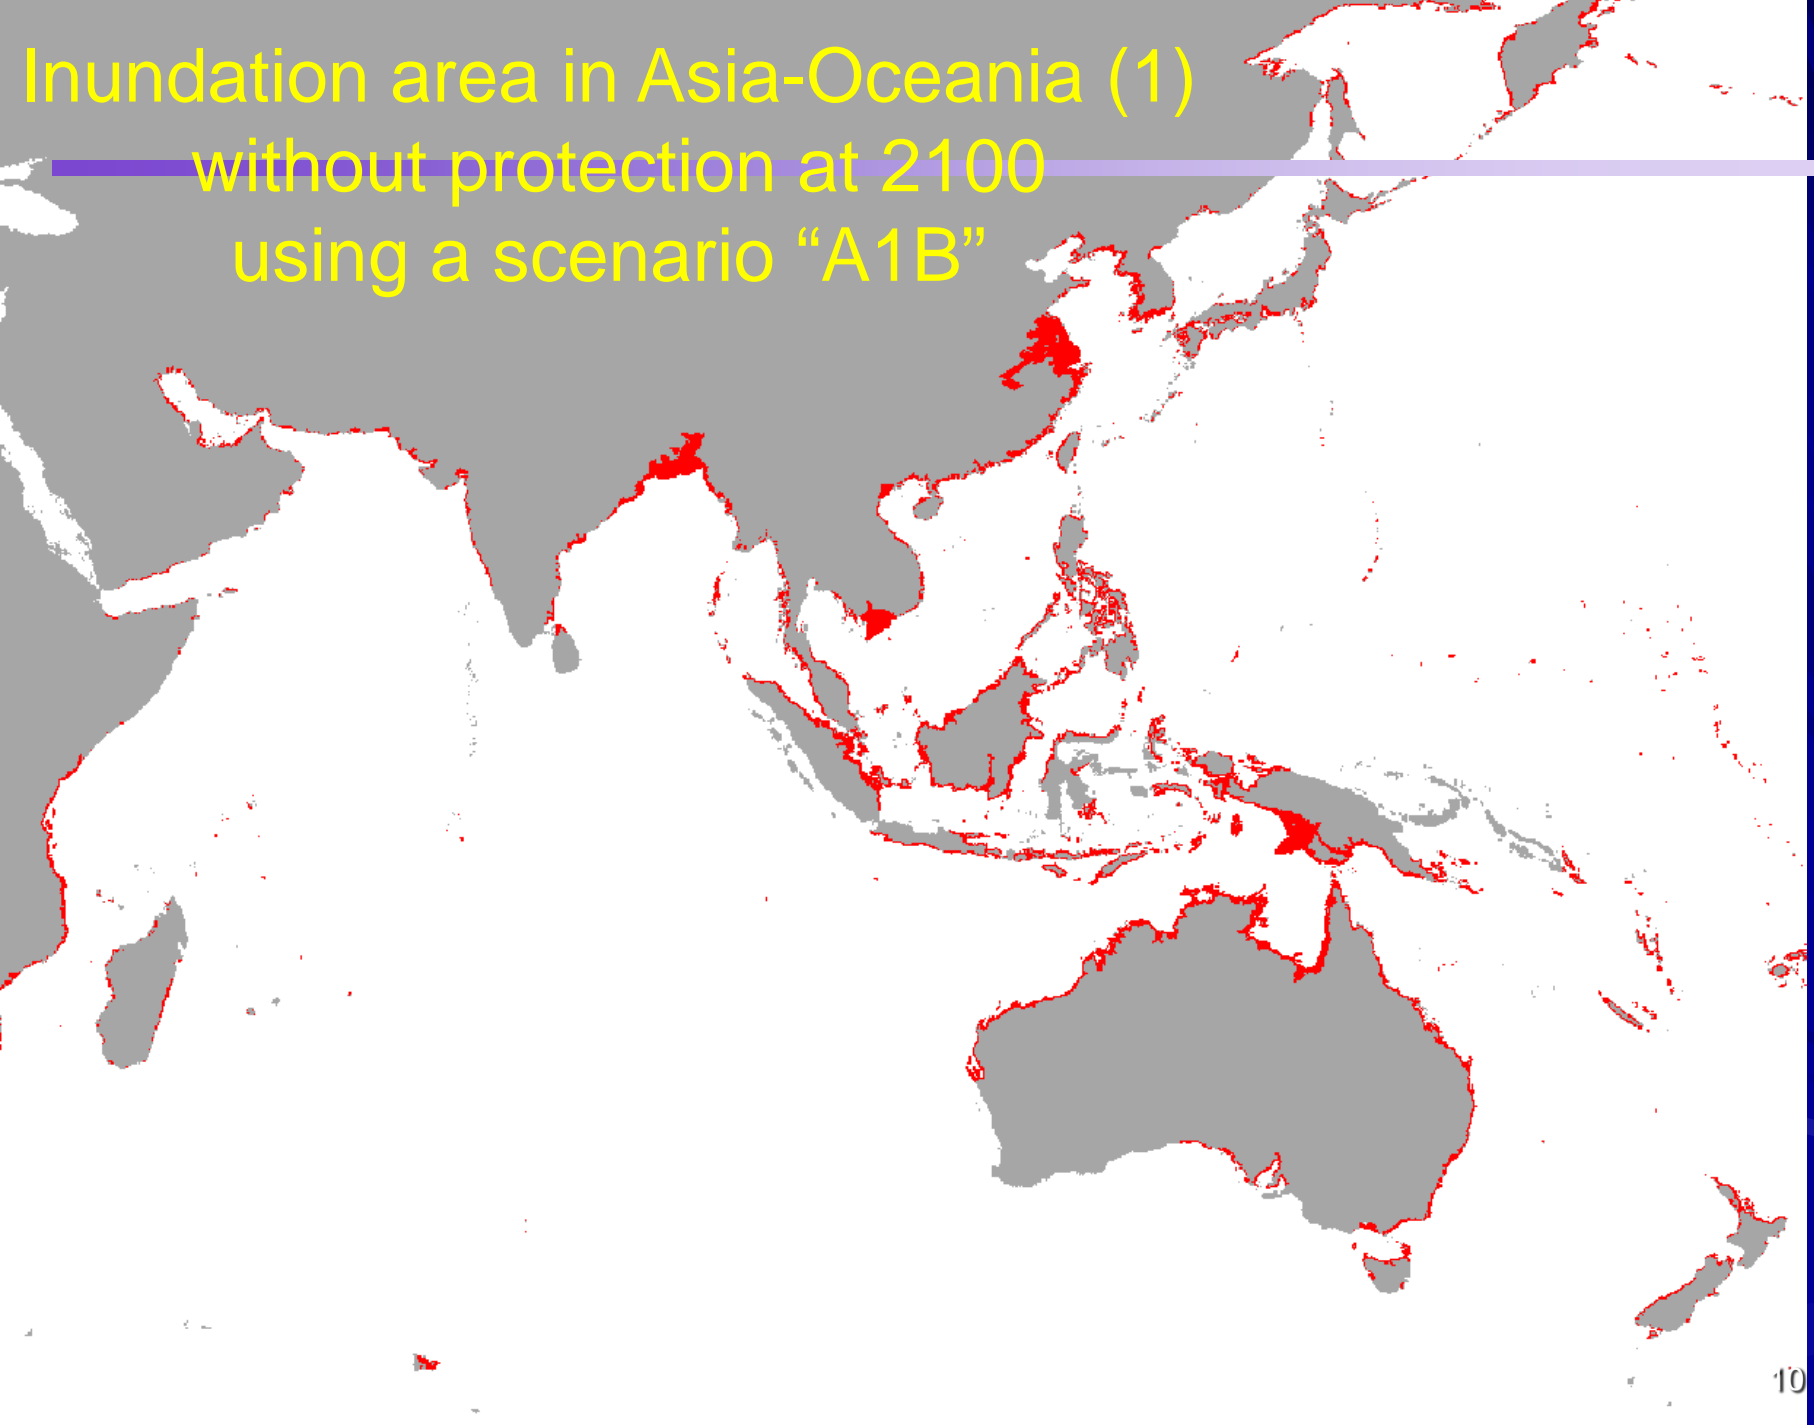 Inundation area in Asia-Oceania (1)
without protection at 2100
using a scenario “A1B”
10